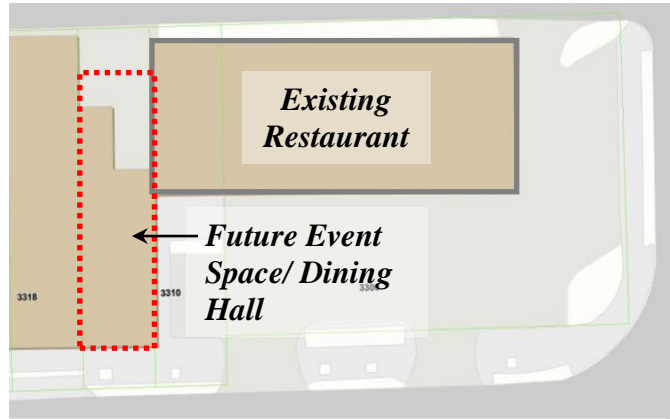 Existing
Restaurant
Future Event
Space/ Dining
Hall
3318
3310